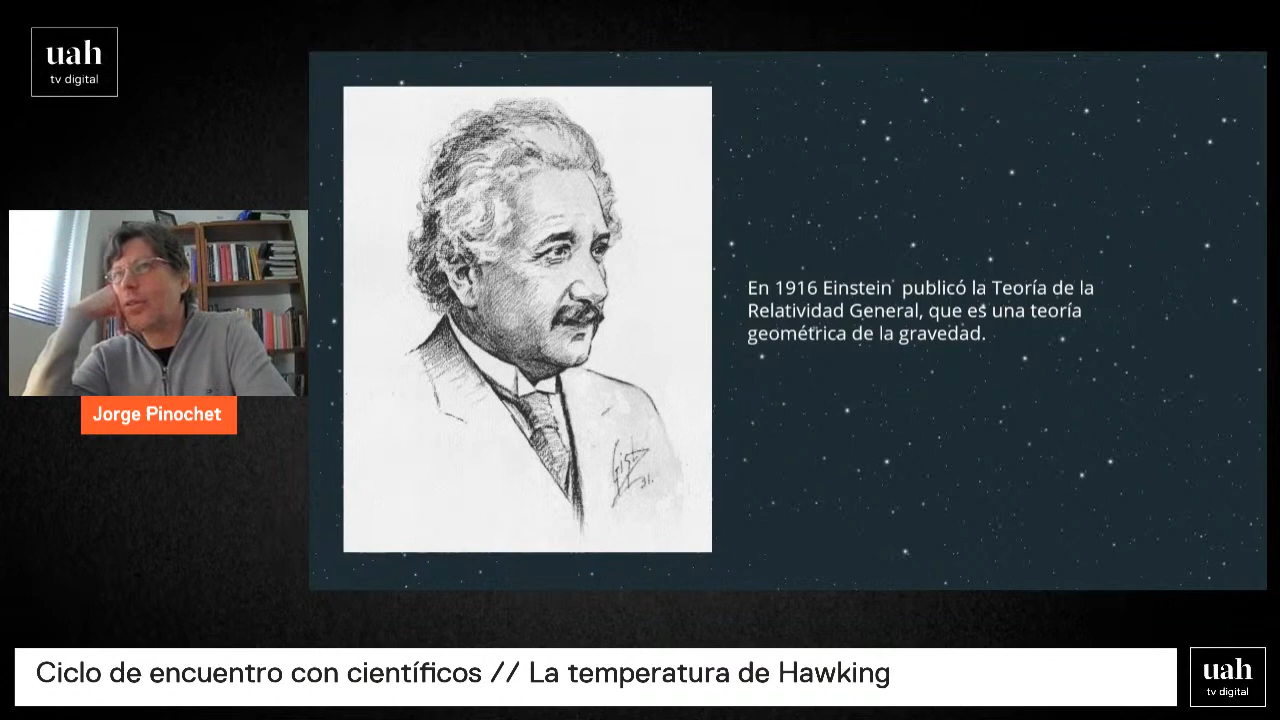 uah
tv digital
En 1916 Einstein publicó la Teoría de la
Relatividad General, que es una teoría
geométrica de la gravedad.
31.
Jorge Pinochet
Ciclo de encuentro con científicos // La temperatura de Hawking
uah
tv digital